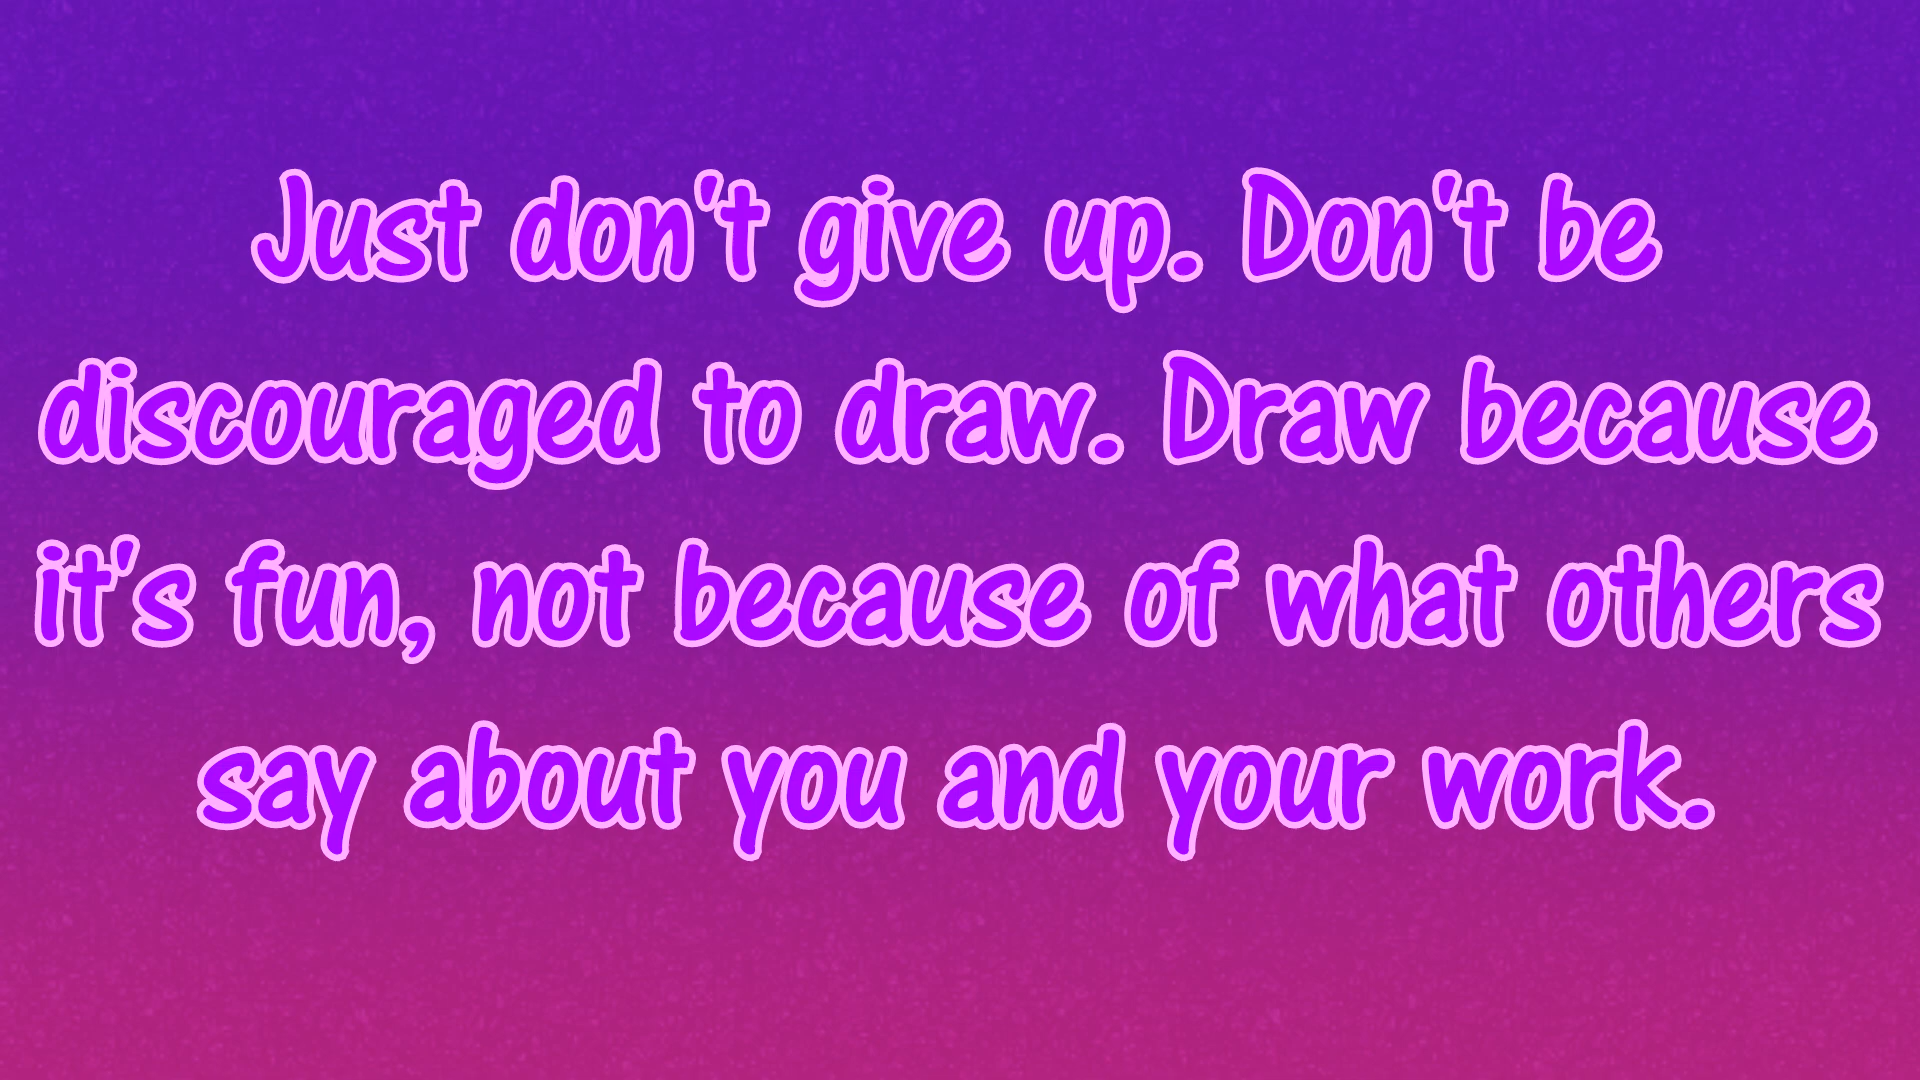 Just don't give up. Don't be
discouraged to draw. Draw because
it's fun, not because of what others
say about you and your work.